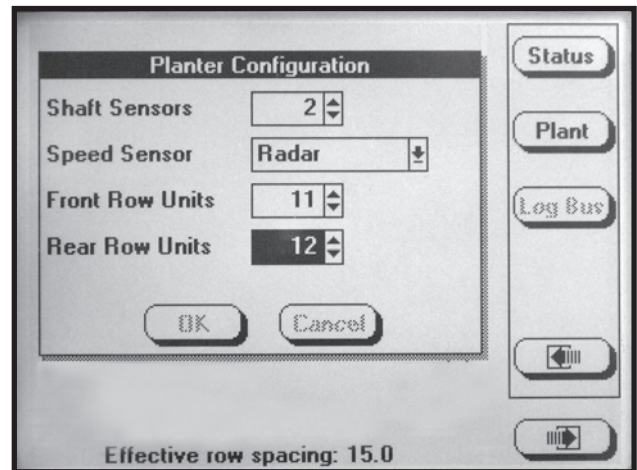 Planter Configuration
Shaft Sensors 2
Speed Sensor Radar
Front Row Units 11
Rear Row Units 12
OK Cancel
Effective row spacing: 15.0
Status
Plant
Log Bus